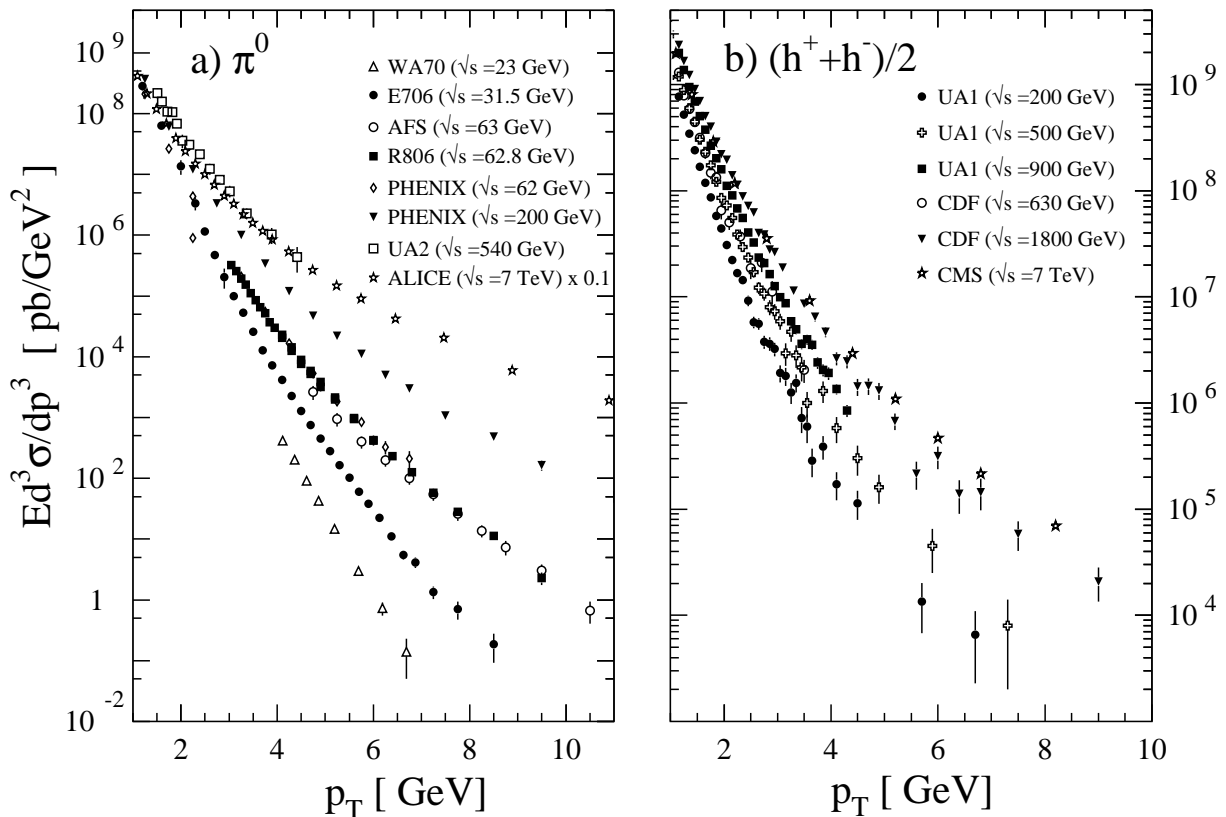 a) π⁰
WA70 (√s =23 GeV)
E706 (√s =31.5 GeV)
AFS (√s =63 GeV)
R806 (√s =62.8 GeV)
PHENIX (√s =62 GeV)
PHENIX (√s =200 GeV)
UA2 (√s =540 GeV)
ALICE (√s =7 TeV) x 0.1
Ed³σ/dp³ [ pb/GeV² ]
10⁹
10⁸
10⁶
10⁴
10²
1
10⁻²
2 4 6 8 10
p_T [ GeV]
b) (h⁺+h⁻)/2
UA1 (√s =200 GeV)
UA1 (√s =500 GeV)
UA1 (√s =900 GeV)
CDF (√s =630 GeV)
CDF (√s =1800 GeV)
CMS (√s =7 TeV)
10⁹
10⁸
10⁷
10⁶
10⁵
10⁴
2 4 6 8 10
p_T [ GeV]